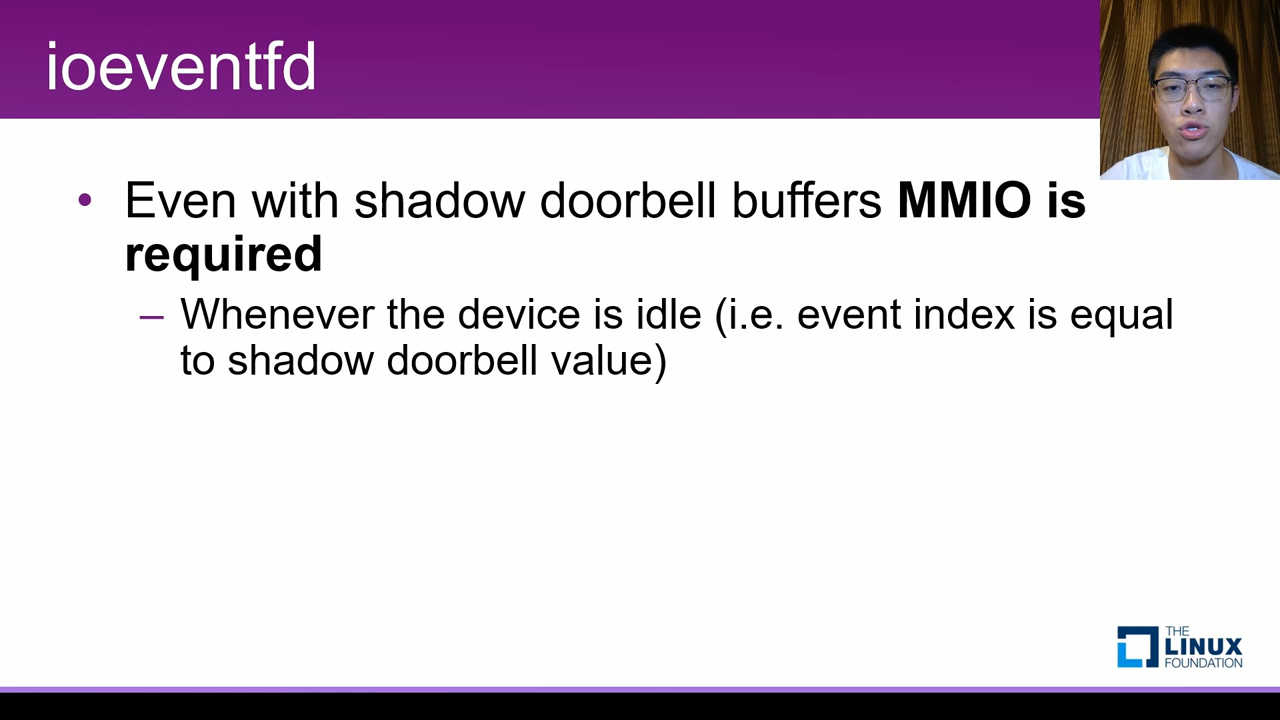 ioeventfd
• Even with shadow doorbell buffers MMIO is
required
– Whenever the device is idle (i.e. event index is equal
to shadow doorbell value)
THE
LINUX
FOUNDATION